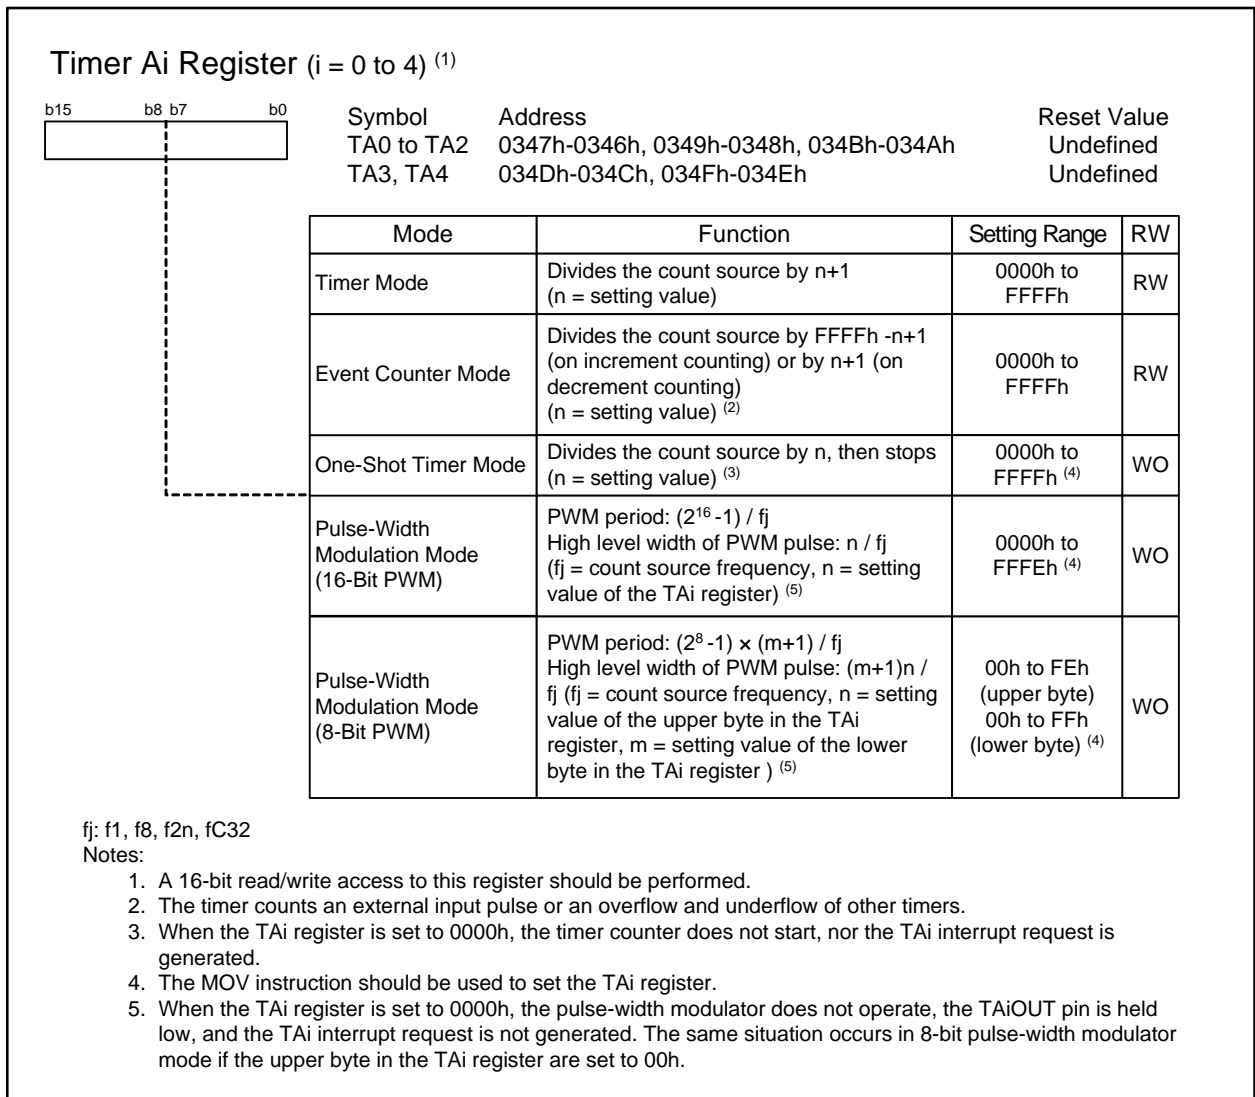 Timer Ai Register (i = 0 to 4) (1)
b15 b8 b7 b0
Symbol Address Reset Value
TA0 to TA2 0347h-0346h, 0349h-0348h, 034Bh-034Ah Undefined
TA3, TA4 034Dh-034Ch, 034Fh-034Eh Undefined
Mode Function Setting Range RW
Timer Mode
Divides the count source by n+1
(n = setting value)
0000h to
FFFFh
RW
Event Counter Mode
Divides the count source by FFFFh -n+1
(on increment counting) or by n+1 (on
decrement counting)
(n = setting value) (2)
0000h to
FFFFh
RW
One-Shot Timer Mode
Divides the count source by n, then stops
(n = setting value) (3)
0000h to
FFFFh (4)
WO
Pulse-Width
Modulation Mode
(16-Bit PWM)
PWM period: (2^16 -1) / fj
High level width of PWM pulse: n / fj
(fj = count source frequency, n = setting
value of the TAi register) (5)
0000h to
FFFEh (4)
WO
Pulse-Width
Modulation Mode
(8-Bit PWM)
PWM period: (2^8 -1) × (m+1) / fj
High level width of PWM pulse: (m+1)n /
fj (fj = count source frequency, n = setting
value of the upper byte in the TAi
register, m = setting value of the lower
byte in the TAi register ) (5)
00h to FEh
(upper byte)
00h to FFh
(lower byte) (4)
WO
fj: f1, f8, f2n, fC32
Notes:
1. A 16-bit read/write access to this register should be performed.
2. The timer counts an external input pulse or an overflow and underflow of other timers.
3. When the TAi register is set to 0000h, the timer counter does not start, nor the TAi interrupt request is
generated.
4. The MOV instruction should be used to set the TAi register.
5. When the TAi register is set to 0000h, the pulse-width modulator does not operate, the TAiOUT pin is held
low, and the TAi interrupt request is not generated. The same situation occurs in 8-bit pulse-width modulator
mode if the upper byte in the TAi register are set to 00h.